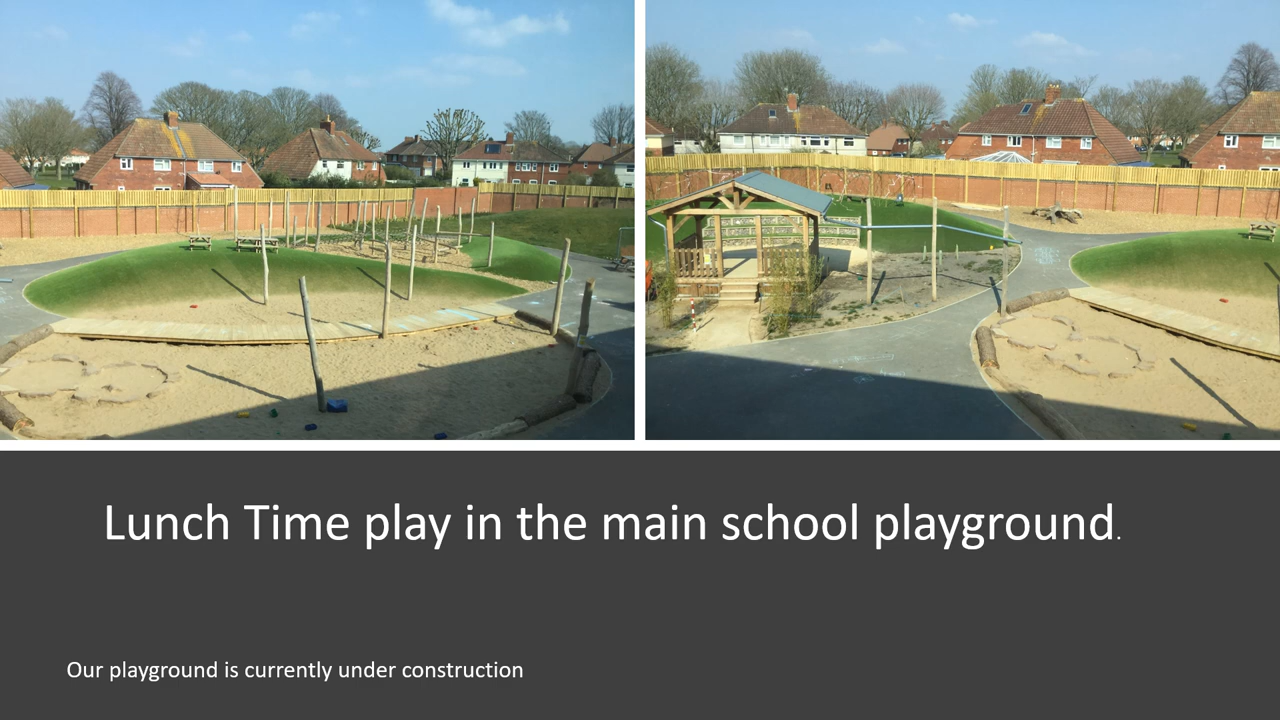 Lunch Time play in the main school playground.
Our playground is currently under construction